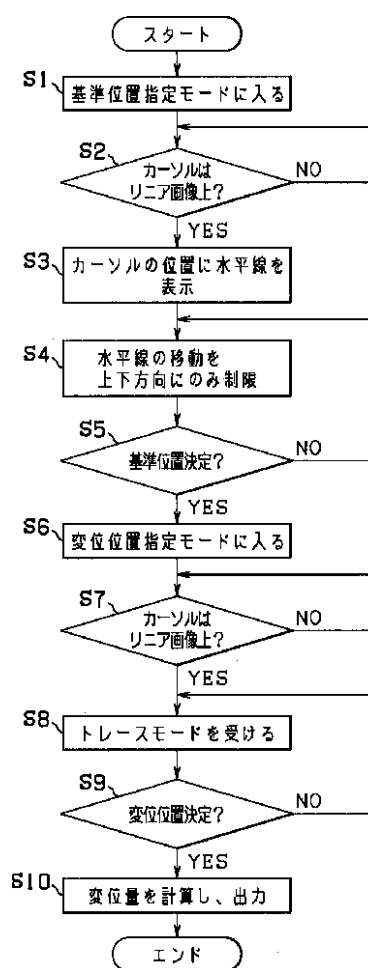 スタート
S1
基準位置指定モードに入る
S2
カーソルは
リニア画像上?
NO
YES
S3
カーソルの位置に水平線を
表示
S4
水平線の移動を
上下方向にのみ制限
S5
基準位置決定?
NO
YES
S6
変位位置指定モードに入る
S7
カーソルは
リニア画像上?
NO
YES
S8
トレースモードを受ける
S9
変位位置決定?
NO
YES
S10
変位量を計算し、出力
エンド